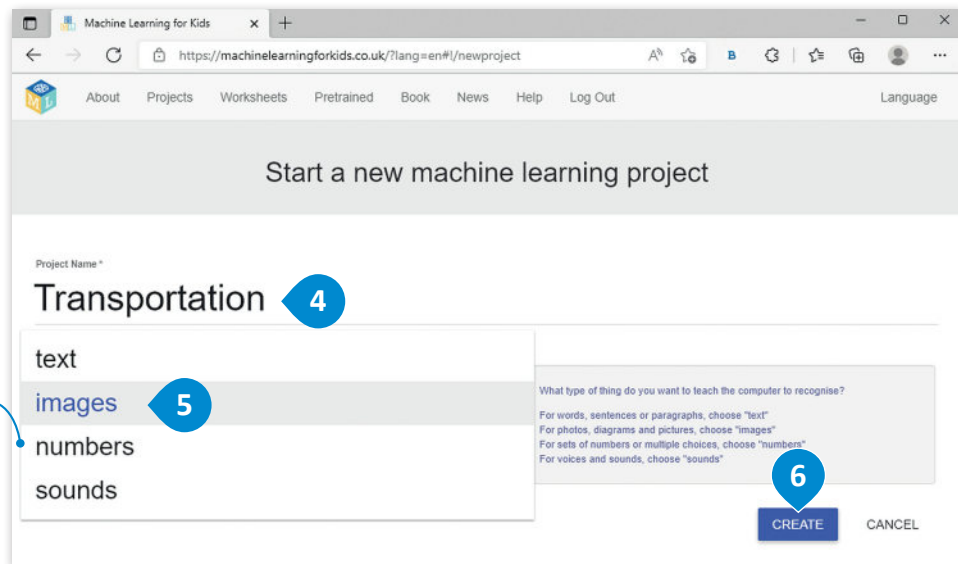 Machine Learning for Kids
https://machinelearningforkids.co.uk/?lang=en#!/newproject
B
ML
About Projects Worksheets Pretrained Book News Help Log Out Language
Start a new machine learning project
Project Name *
Transportation 4
text
images 5
numbers
sounds
What type of thing do you want to teach the computer to recognise?
For words, sentences or paragraphs, choose "text"
For photos, diagrams and pictures, choose "images"
For sets of numbers or multiple choices, choose "numbers"
For voices and sounds, choose "sounds"
6
CREATE CANCEL